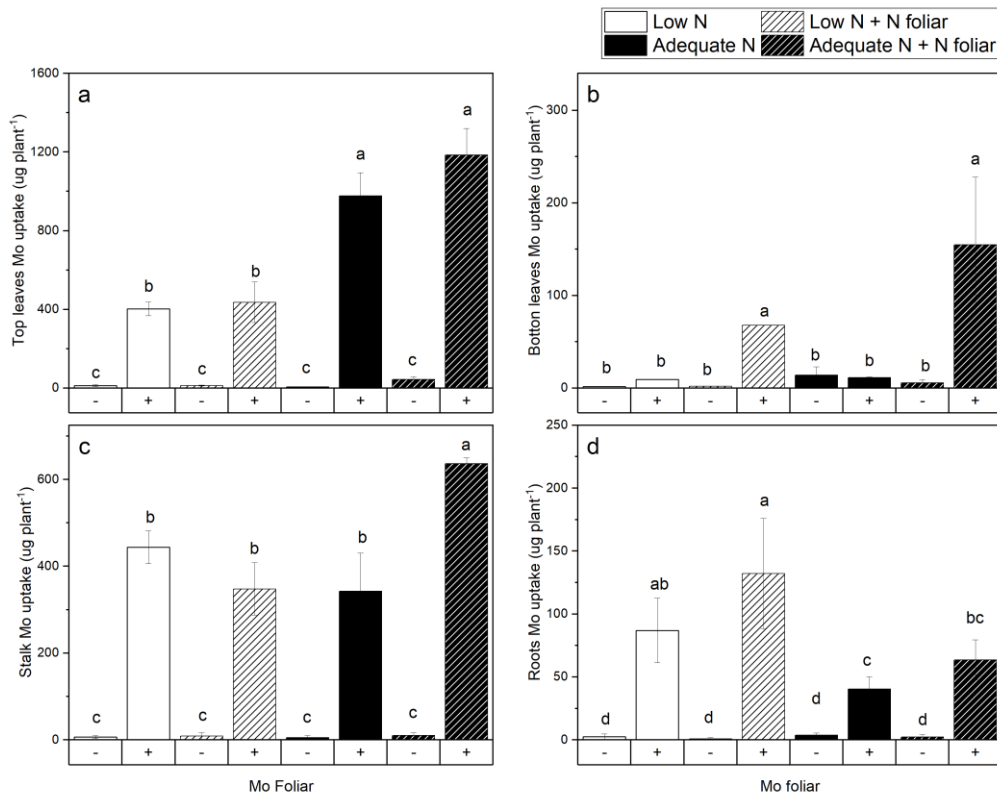 Low N
Low N + N foliar
Adequate N
Adequate N + N foliar
a
Top leaves Mo uptake (ug plant⁻¹)
1600
1200
800
400
0
c b c b c a c a
- + - + - + - +
b
Botton leaves Mo uptake (ug plant⁻¹)
300
200
100
0
b b b a b b b a
- + - + - + - +
c
Stalk Mo uptake (ug plant⁻¹)
600
400
200
0
c b c b c b c a
- + - + - + - +
Mo Foliar
d
Roots Mo uptake (ug plant⁻¹)
250
200
150
100
50
0
d ab d a d c d bc
- + - + - + - +
Mo foliar